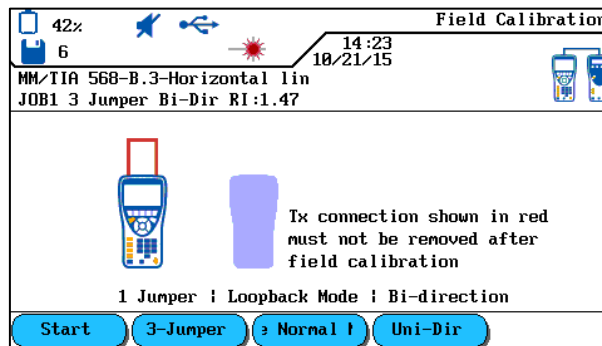 42%
Field Calibration
6
14:23
10/21/15
MM/TIA 568-B.3-Horizontal lin
JOB1 3 Jumper Bi-Dir RI:1.47
Tx connection shown in red
must not be removed after
field calibration
1 Jumper ¦ Loopback Mode ¦ Bi-direction
Start
3-Jumper
Normal
Uni-Dir